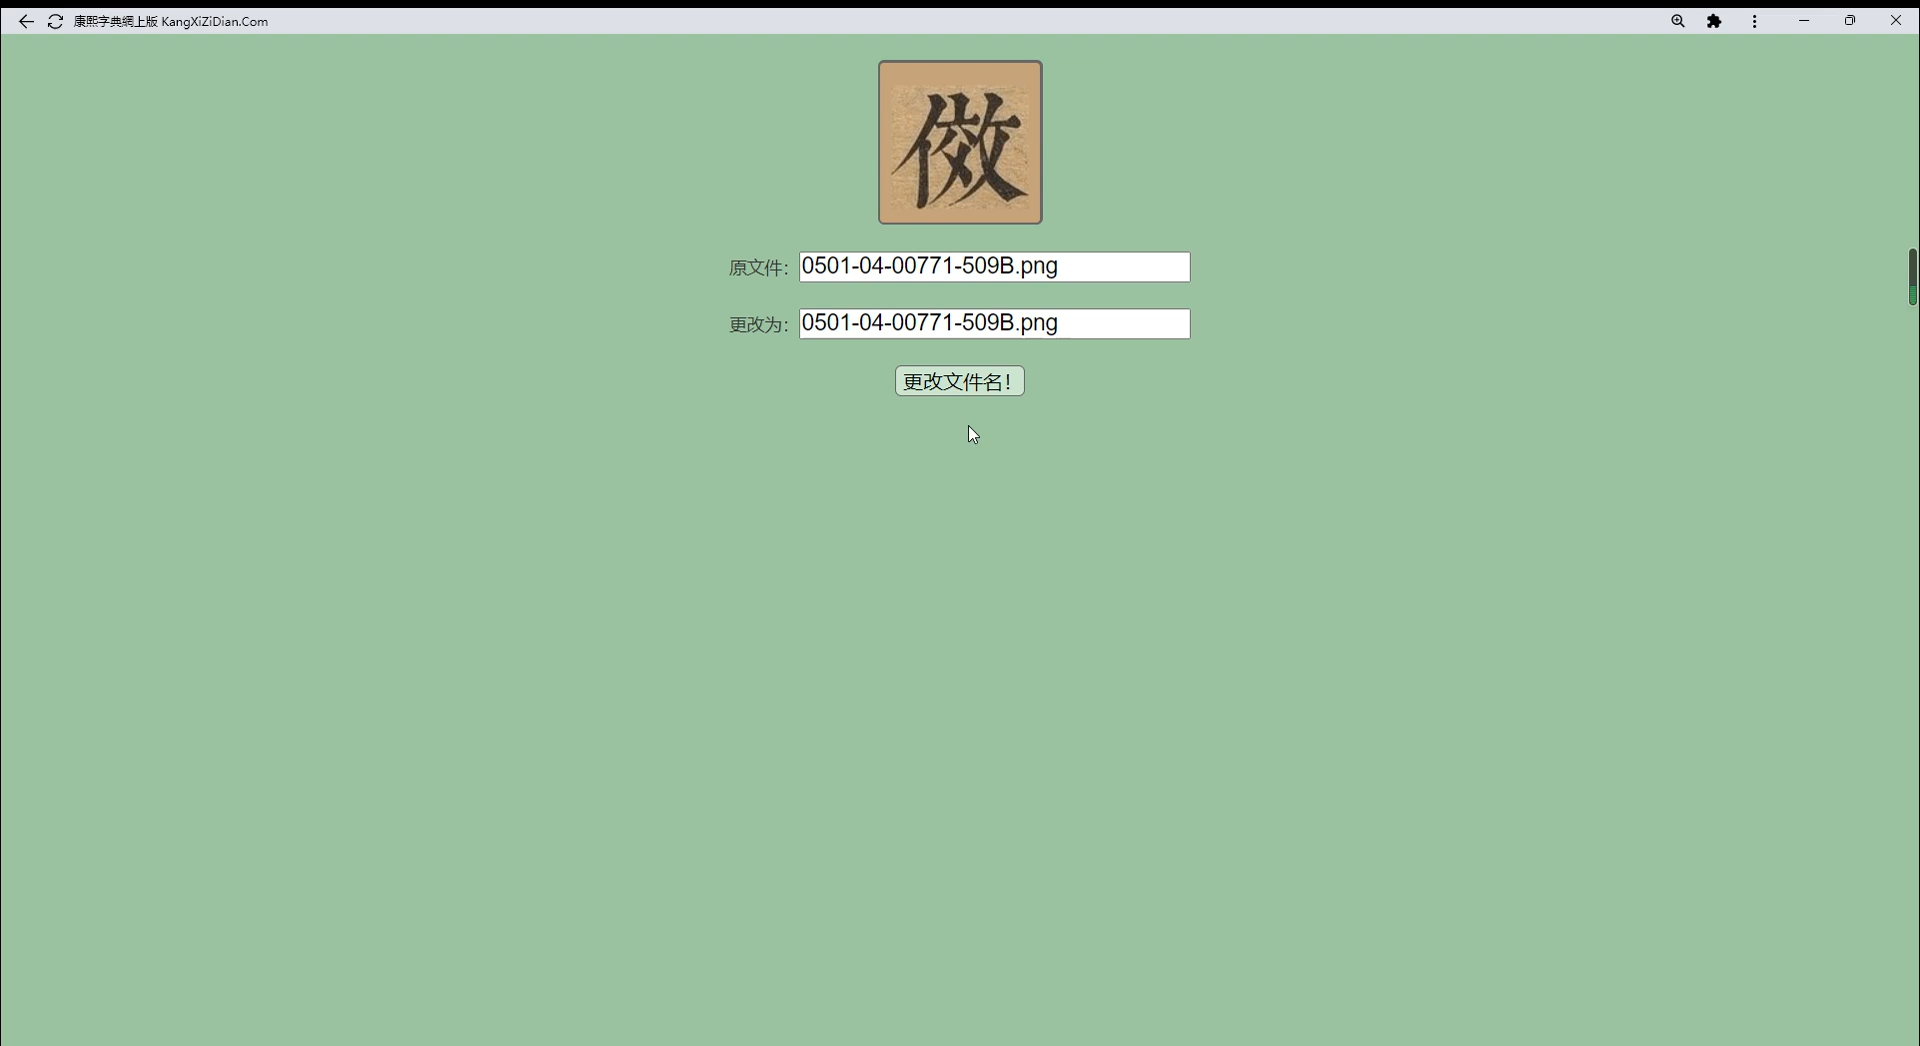 康熙字典網上版 KangXiZiDian.Com
傚
原文件： 0501-04-00771-509B.png
更改为： 0501-04-00771-509B.png
更改文件名！